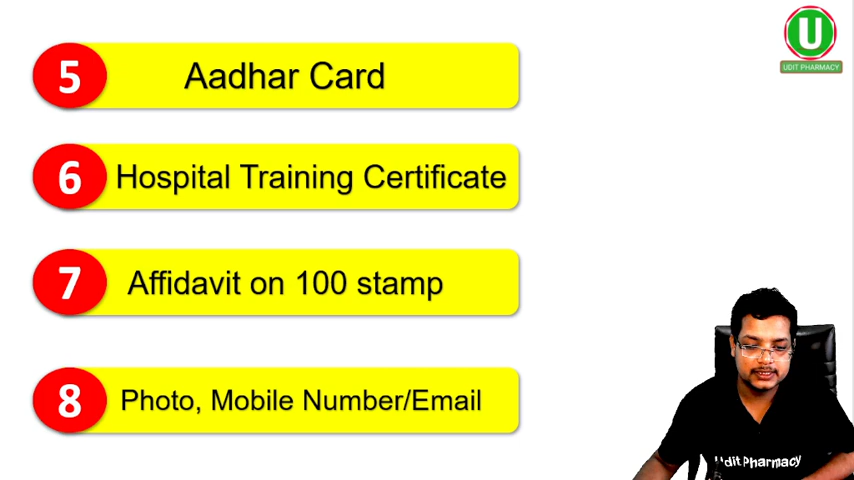 5
Aadhar Card
6
Hospital Training Certificate
7
Affidavit on 100 stamp
8
Photo, Mobile Number/Email
U
UDIT PHARMACY
Udit Pharmacy